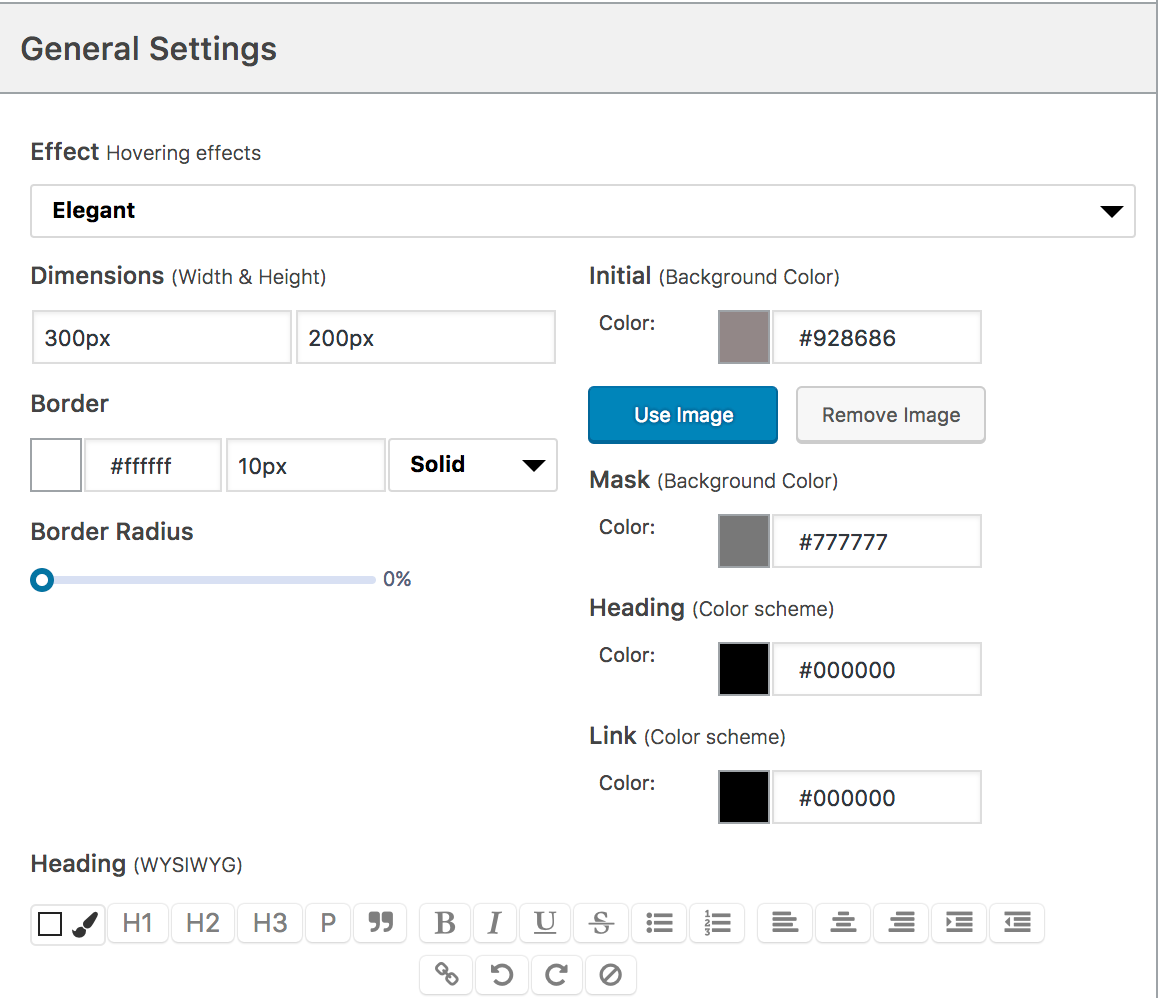 General Settings
Effect Hovering effects
Elegant
Dimensions (Width & Height)
300px 200px
Border
#ffffff 10px Solid
Border Radius
0%
Initial (Background Color)
Color: #928686
Use Image Remove Image
Mask (Background Color)
Color: #777777
Heading (Color scheme)
Color: #000000
Link (Color scheme)
Color: #000000
Heading (WYSIWYG)
H1 H2 H3 P B I U S